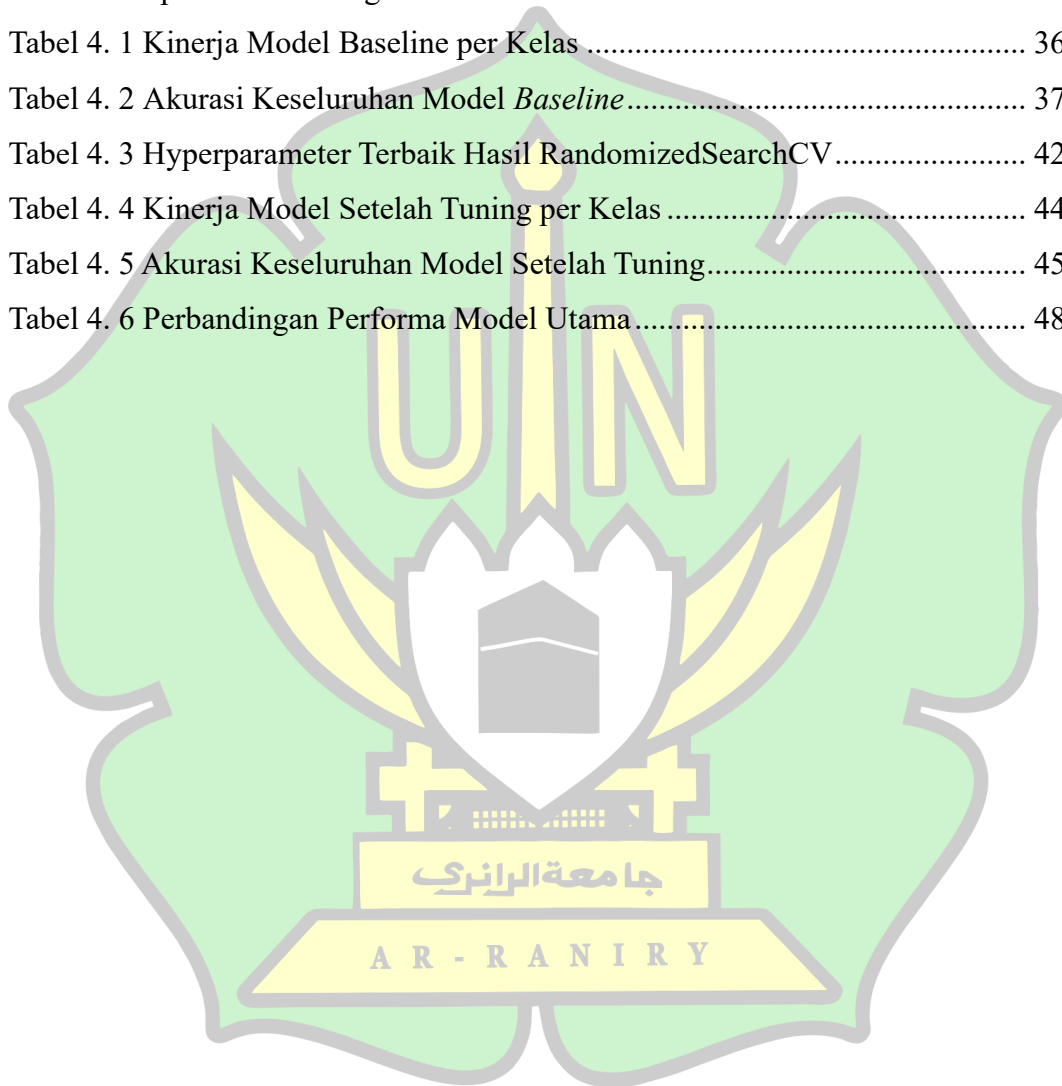 Tabel 4. 1 Kinerja Model Baseline per Kelas ..................................................... 36
Tabel 4. 2 Akurasi Keseluruhan Model Baseline................................................ 37
Tabel 4. 3 Hyperparameter Terbaik Hasil RandomizedSearchCV....................... 42
Tabel 4. 4 Kinerja Model Setelah Tuning per Kelas ........................................... 44
Tabel 4. 5 Akurasi Keseluruhan Model Setelah Tuning...................................... 45
Tabel 4. 6 Perbandingan Performa Model Utama ............................................... 48
UIN
جامعةالرانري
AR-RANIRY